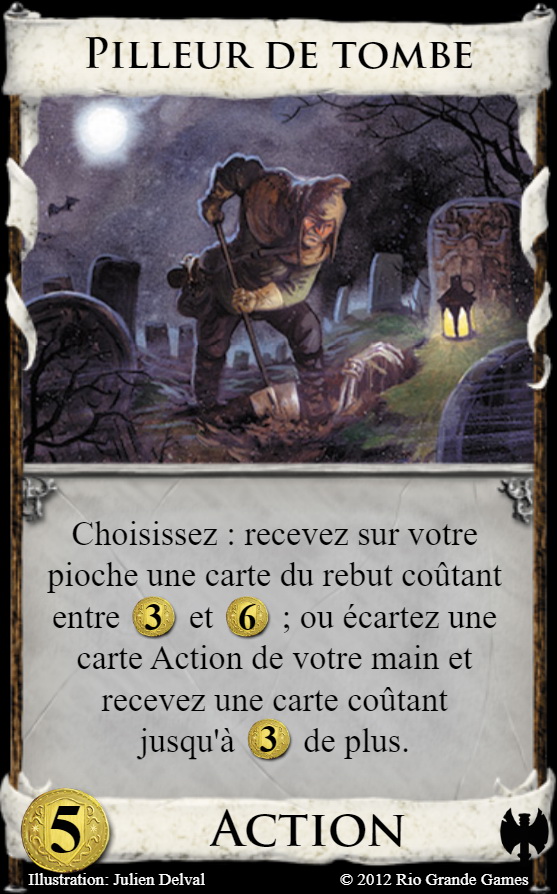 PILLEUR DE TOMBE
Choisissez : recevez sur votre
pioche une carte du rebut coûtant
entre 3 et 6 ; ou écartez une
carte Action de votre main et
recevez une carte coûtant
jusqu'à 3 de plus.
5 ACTION
Illustration: Julien Delval © 2012 Rio Grande Games